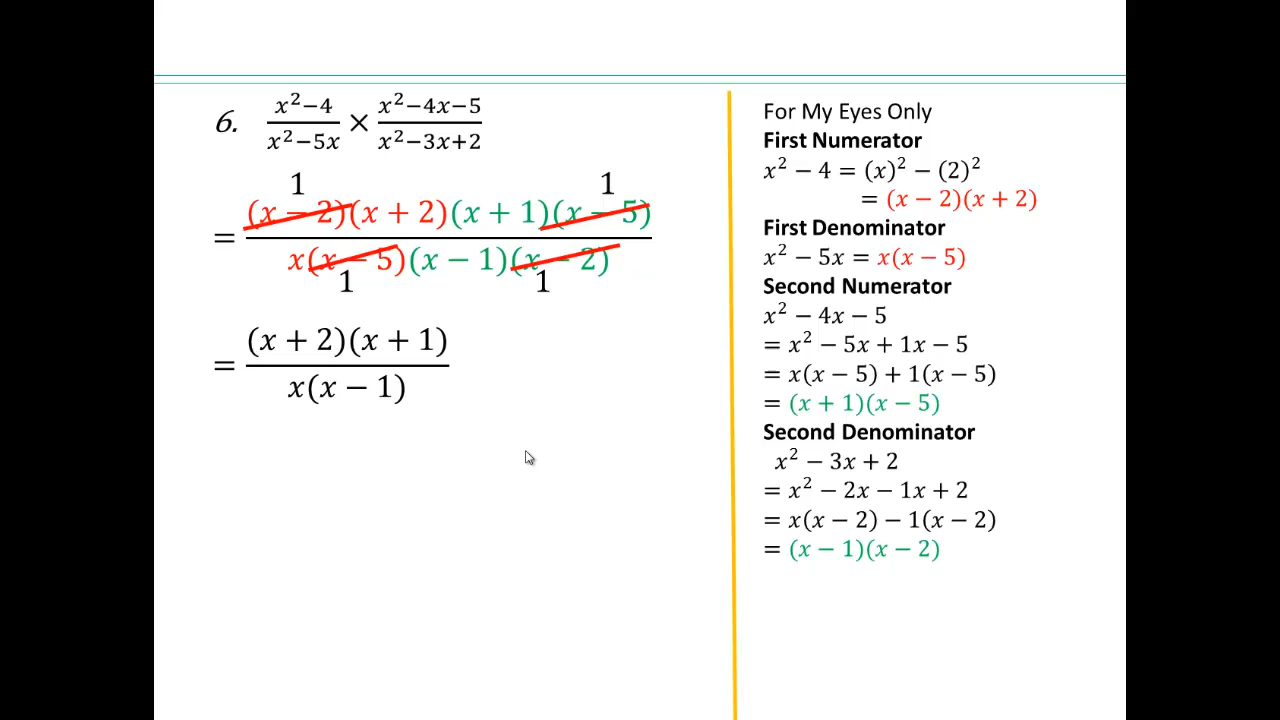 6. (x²−4)/(x²−5x) × (x²−4x−5)/(x²−3x+2)
1 1
= (x − 2)(x + 2)(x + 1)(x − 5) / x(x − 5)(x − 1)(x − 2)
1 1
= (x + 2)(x + 1) / x(x − 1)
For My Eyes Only
First Numerator
x² − 4 = (x)² − (2)²
= (x − 2)(x + 2)
First Denominator
x² − 5x = x(x − 5)
Second Numerator
x² − 4x − 5
= x² − 5x + 1x − 5
= x(x − 5) + 1(x − 5)
= (x + 1)(x − 5)
Second Denominator
x² − 3x + 2
= x² − 2x − 1x + 2
= x(x − 2) − 1(x − 2)
= (x − 1)(x − 2)